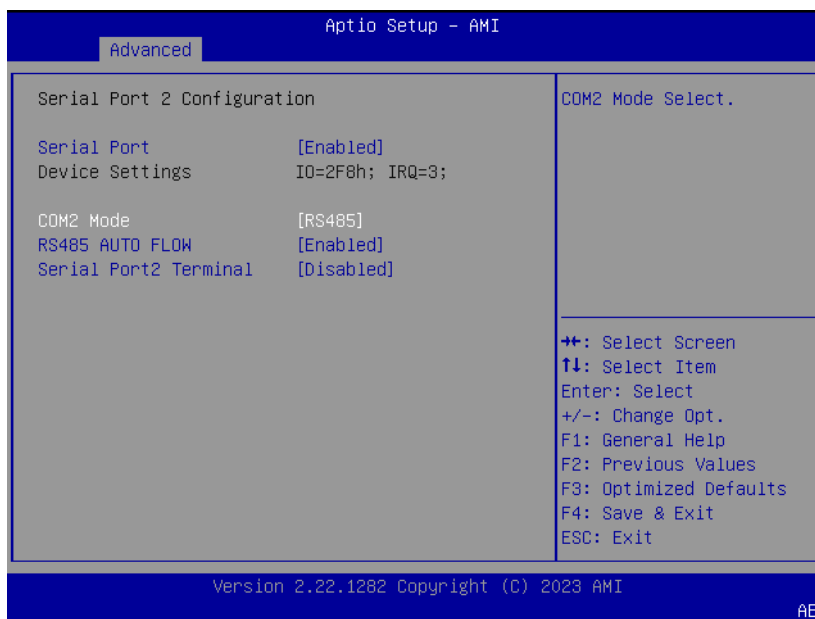 Aptio Setup – AMI
Advanced
Serial Port 2 Configuration
Serial Port [Enabled]
Device Settings IO=2F8h; IRQ=3;
COM2 Mode [RS485]
RS485 AUTO FLOW [Enabled]
Serial Port2 Terminal [Disabled]
COM2 Mode Select.
→←: Select Screen
↑↓: Select Item
Enter: Select
+/-: Change Opt.
F1: General Help
F2: Previous Values
F3: Optimized Defaults
F4: Save & Exit
ESC: Exit
Version 2.22.1282 Copyright (C) 2023 AMI